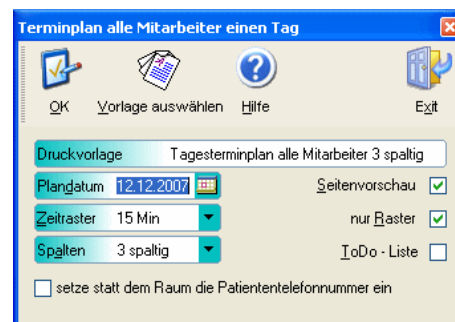 Terminplan alle Mitarbeiter einen Tag
OK Vorlage auswählen Hilfe Exit
Druckvorlage Tagesterminplan alle Mitarbeiter 3 spaltig
Plandatum 12.12.2007 Seitenvorschau
Zeitraster 15 Min nur Raster
Spalten 3 spaltig ToDo - Liste
setze statt dem Raum die Patiententelefonnummer ein